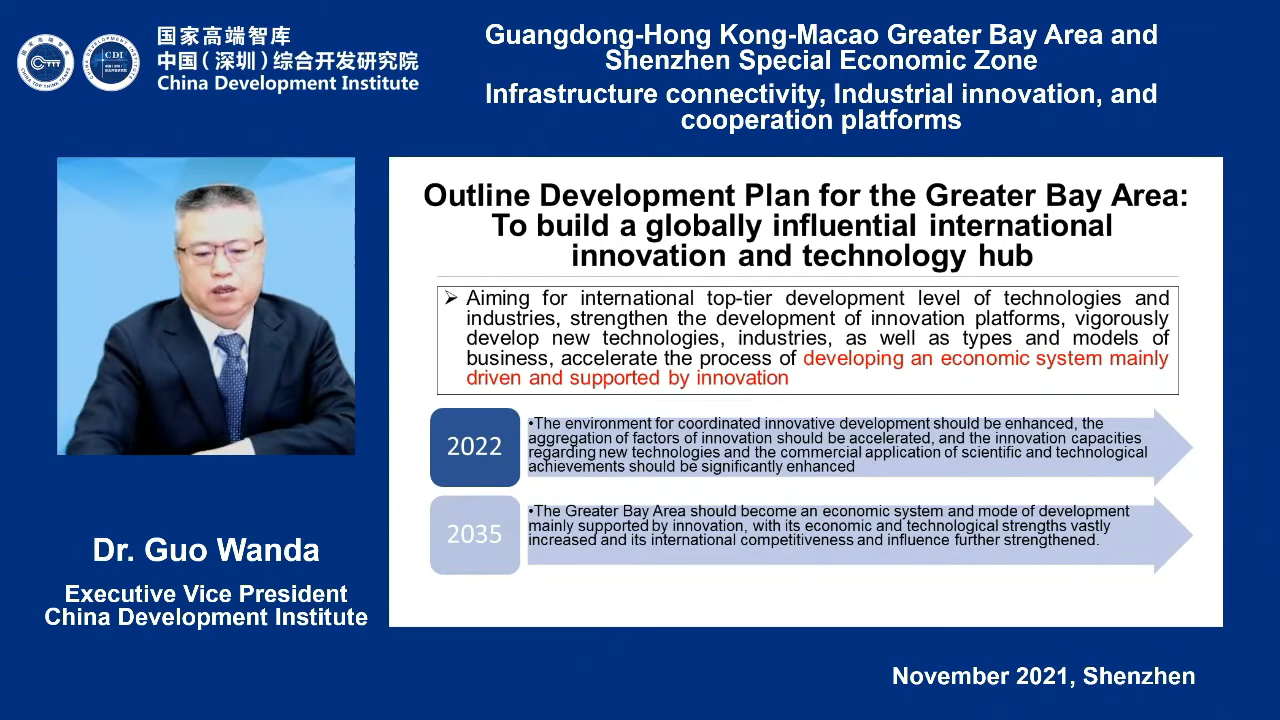 国家高端智库
中国（深圳）综合开发研究院
China Development Institute
CDI
Guangdong-Hong Kong-Macao Greater Bay Area and
Shenzhen Special Economic Zone
Infrastructure connectivity, Industrial innovation, and
cooperation platforms
Outline Development Plan for the Greater Bay Area:
To build a globally influential international
innovation and technology hub
➢ Aiming for international top-tier development level of technologies and
industries, strengthen the development of innovation platforms, vigorously
develop new technologies, industries, as well as types and models of
business, accelerate the process of developing an economic system mainly
driven and supported by innovation
2022
•The environment for coordinated innovative development should be enhanced, the
aggregation of factors of innovation should be accelerated, and the innovation capacities
regarding new technologies and the commercial application of scientific and technological
achievements should be significantly enhanced
2035
•The Greater Bay Area should become an economic system and mode of development
mainly supported by innovation, with its economic and technological strengths vastly
increased and its international competitiveness and influence further strengthened.
Dr. Guo Wanda
Executive Vice President
China Development Institute
November 2021, Shenzhen